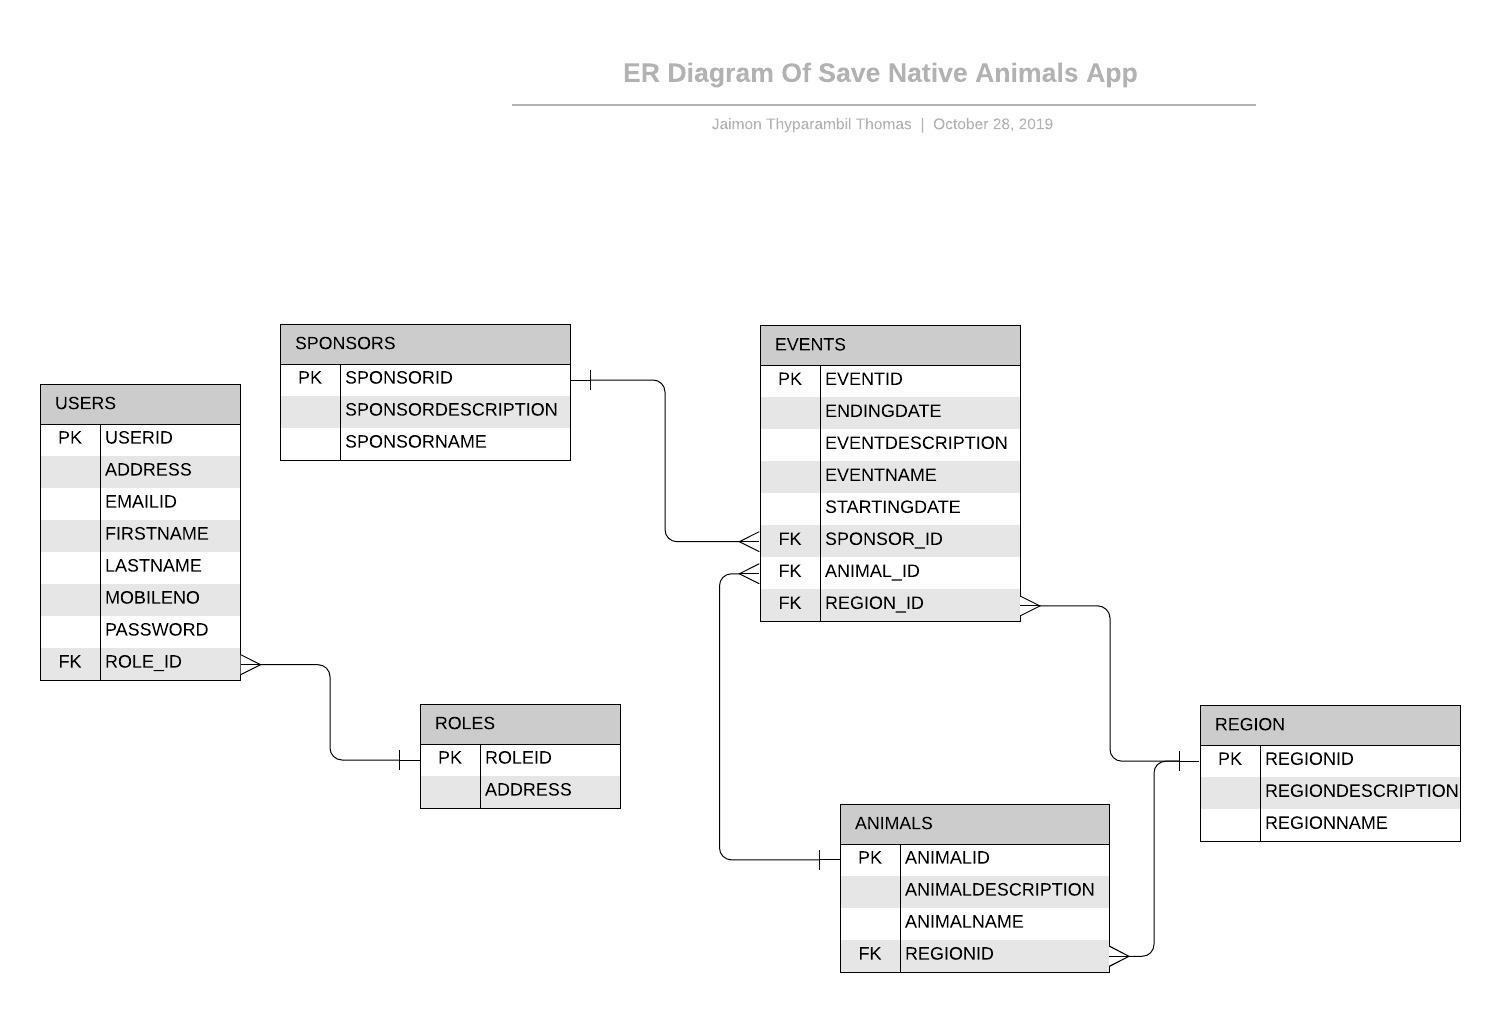 ER Diagram Of Save Native Animals App
Jaimon Thyparambil Thomas | October 28, 2019
USERS
PK USERID
ADDRESS
EMAILID
FIRSTNAME
LASTNAME
MOBILENO
PASSWORD
FK ROLE_ID
SPONSORS
PK SPONSORID
SPONSORDESCRIPTION
SPONSORNAME
EVENTS
PK EVENTID
ENDINGDATE
EVENTDESCRIPTION
EVENTNAME
STARTINGDATE
FK SPONSOR_ID
FK ANIMAL_ID
FK REGION_ID
ROLES
PK ROLEID
ADDRESS
ANIMALS
PK ANIMALID
ANIMALDESCRIPTION
ANIMALNAME
FK REGIONID
REGION
PK REGIONID
REGIONDESCRIPTION
REGIONNAME